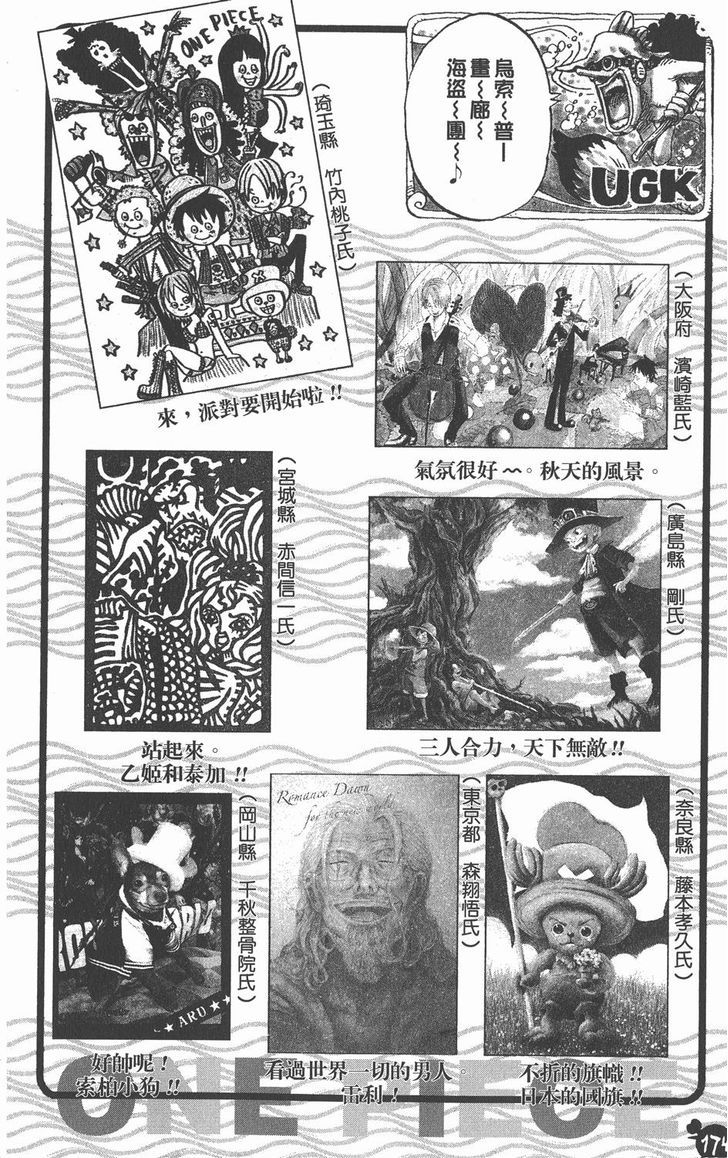 烏索~普~
畫~廊~
海盜~團~♪
UGK
ONE PIECE
(琦玉縣 竹內桃子氏)
來，派對要開始啦!!
(大阪府 濱崎藍氏)
氣氛很好~~。秋天的風景。
(宮城縣 赤間信一氏)
站起來。
乙姬和泰加!!
(廣島縣 剛氏)
三人合力，天下無敵!!
(岡山縣 千秋整骨院氏)
★ ARU ★★
好帥呢!
索柏小狗!!
Romance Dawn
for the new world
(東京都 森翔悟氏)
看過世界一切的男人。
雷利!
(奈良縣 藤本孝久氏)
不折的旗幟!!
日本的國旗!!
ONE PIECE
174